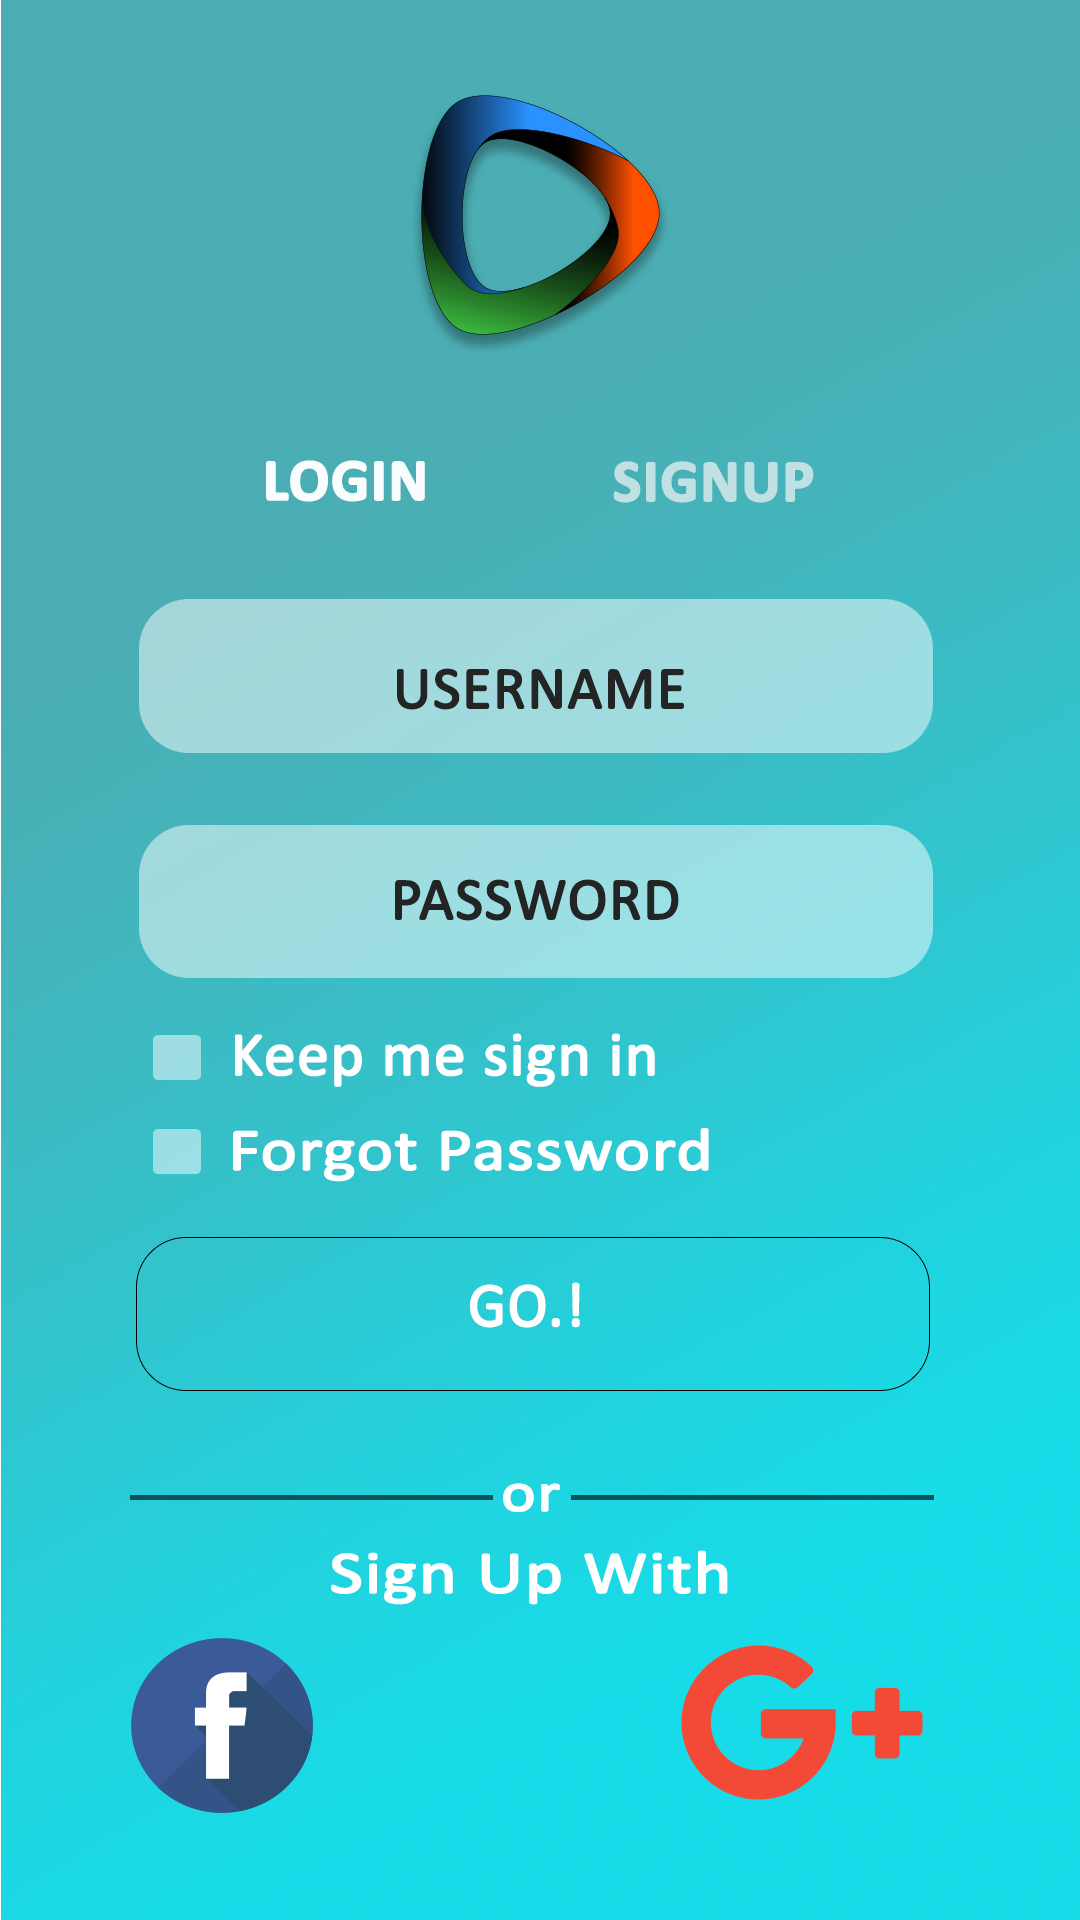 LOGIN SIGNUP
USERNAME
PASSWORD
Keep me sign in
Forgot Password
GO.!
or
Sign Up With
f G+